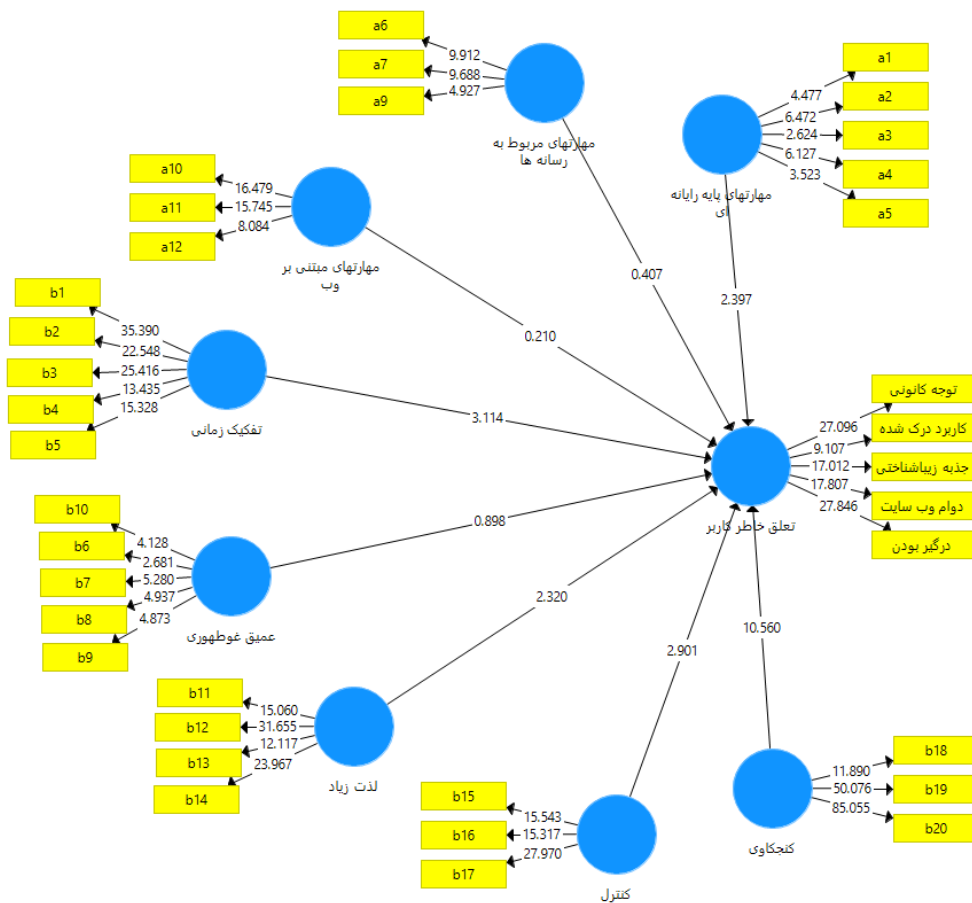 a6
a7
a9
9.912
9.688
4.927
مهارتهای مربوط به
رسانه ها
a1
a2
a3
a4
a5
4.477
6.472
2.624
6.127
3.523
مهارتهای پایه رایانه
ای
a10
a11
a12
16.479
15.745
8.084
مهارتهای مبتنی بر
وب
0.407
2.397
0.210
b1
b2
b3
b4
b5
35.390
22.548
25.416
13.435
15.328
تفکیک زمانی
3.114
توجه کانونی
کاربرد درک شده
جذبه زیباشناختی
دوام وب سایت
درگیر بودن
27.096
9.107
17.012
17.807
27.846
تعلق خاطر کاربر
b10
b6
b7
b8
b9
4.128
2.681
5.280
4.937
4.873
عمیق غوطهوری
0.898
2.320
2.901
10.560
b11
b12
b13
b14
15.060
31.655
12.117
23.967
لذت زیاد
b15
b16
b17
15.543
15.317
27.970
کنترل
b18
b19
b20
11.890
50.076
85.055
کنجکاوی